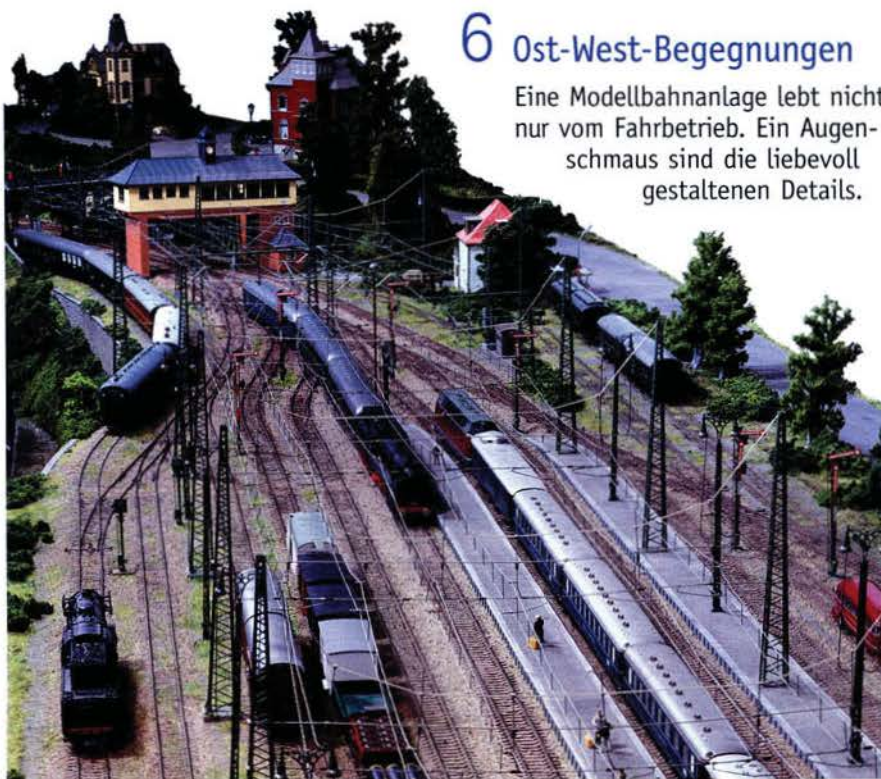 6 Ost-West-Begegnungen
Eine Modellbahnanlage lebt nicht
nur vom Fahrbetrieb. Ein Augen-
schmaus sind die liebevoll
gestaltenen Details.